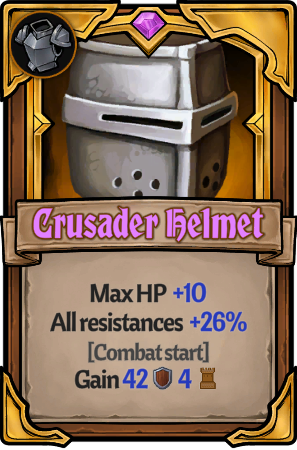 Crusader Helmet
Max HP +10
All resistances +26%
[Combat start]
Gain 42 4